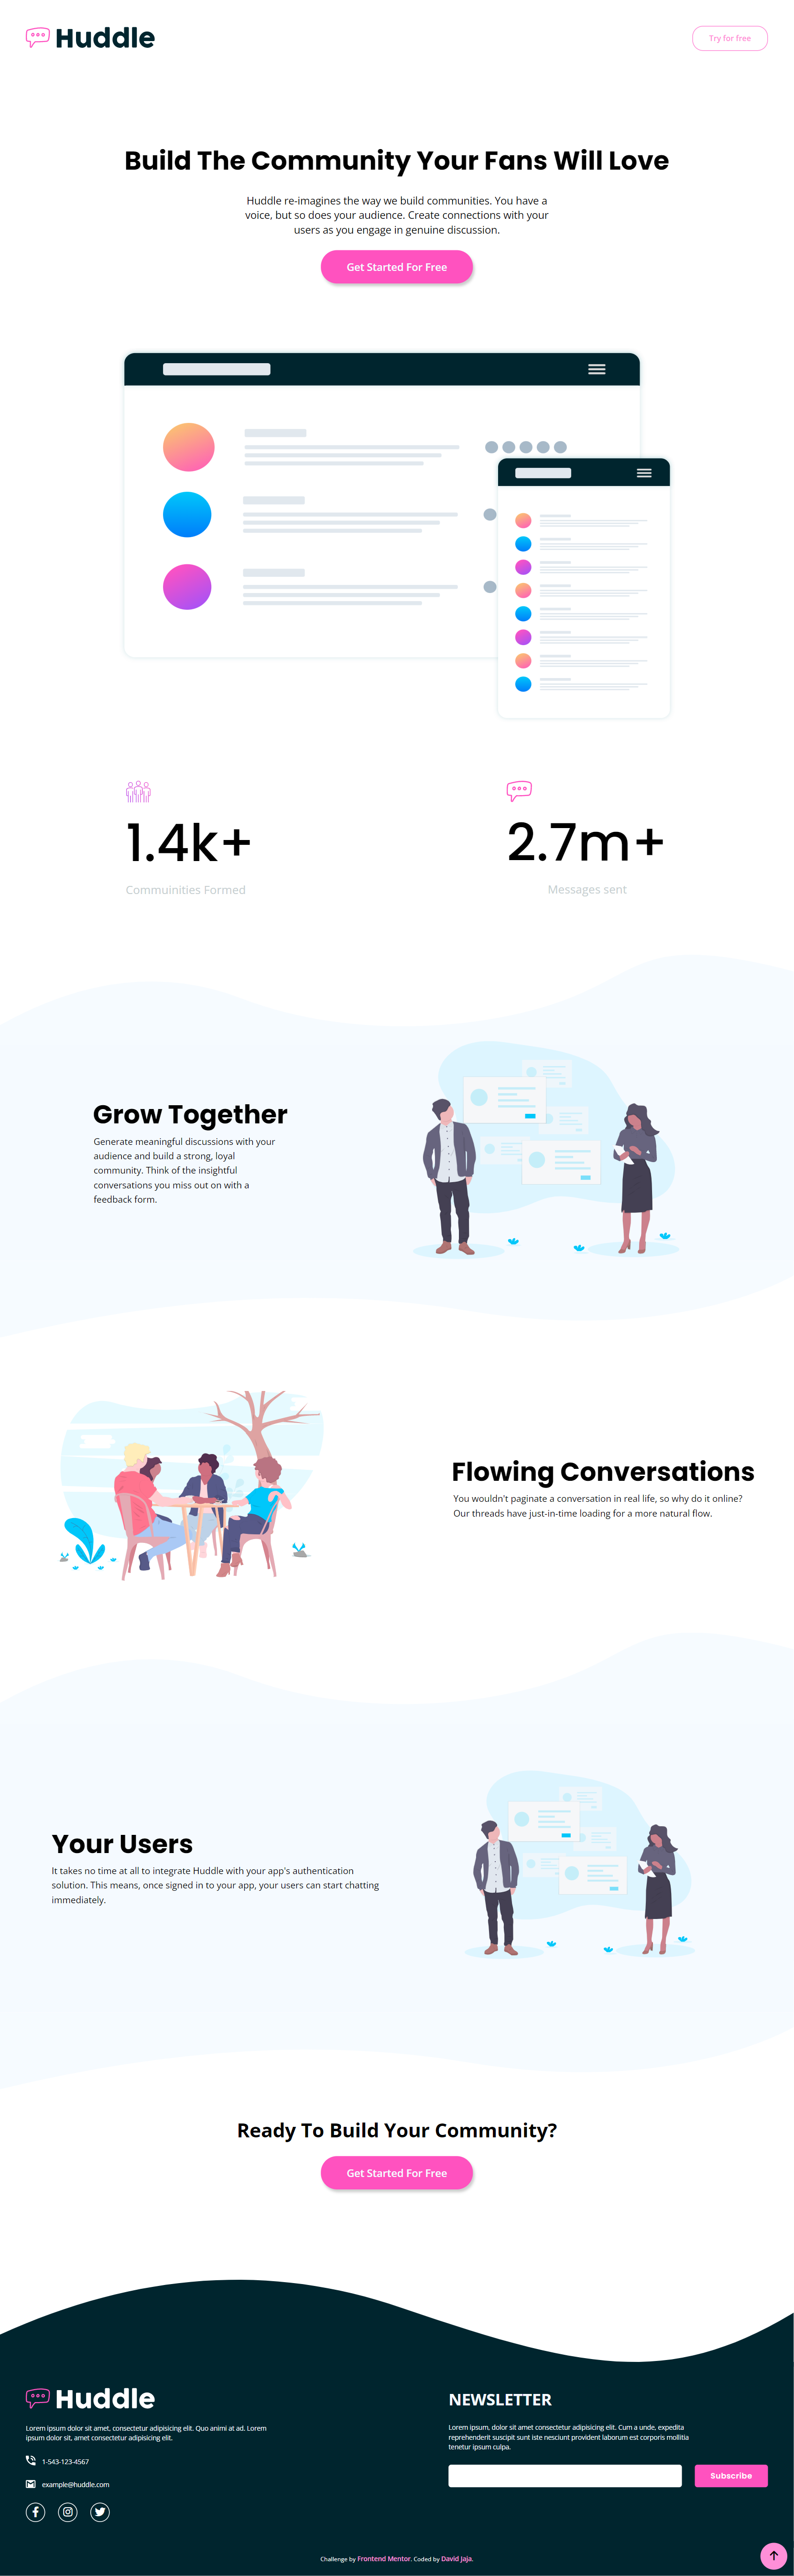 Huddle
Try for free
Build The Community Your Fans Will Love
Huddle re-imagines the way we build communities. You have a
voice, but so does your audience. Create connections with your
users as you engage in genuine discussion.
Get Started For Free
1.4k+
Commuinities Formed
2.7m+
Messages sent
Grow Together
Generate meaningful discussions with your
audience and build a strong, loyal
community. Think of the insightful
conversations you miss out on with a
feedback form.
Flowing Conversations
You wouldn't paginate a conversation in real life, so why do it online?
Our threads have just-in-time loading for a more natural flow.
Your Users
It takes no time at all to integrate Huddle with your app's authentication
solution. This means, once signed in to your app, your users can start chatting
immediately.
Ready To Build Your Community?
Get Started For Free
Huddle
Lorem ipsum dolor sit amet, consectetur adipisicing elit. Quo animi at ad. Lorem
ipsum dolor sit, amet consectetur adipisicing elit.
1-543-123-4567
example@huddle.com
NEWSLETTER
Lorem ipsum, dolor sit amet consectetur adipisicing elit. Cum a unde, expedita
reprehenderit suscipit sunt iste nesciunt provident laborum est corporis mollitia
tenetur ipsum culpa.
Subscribe
Challenge by Frontend Mentor. Coded by David Jaja.